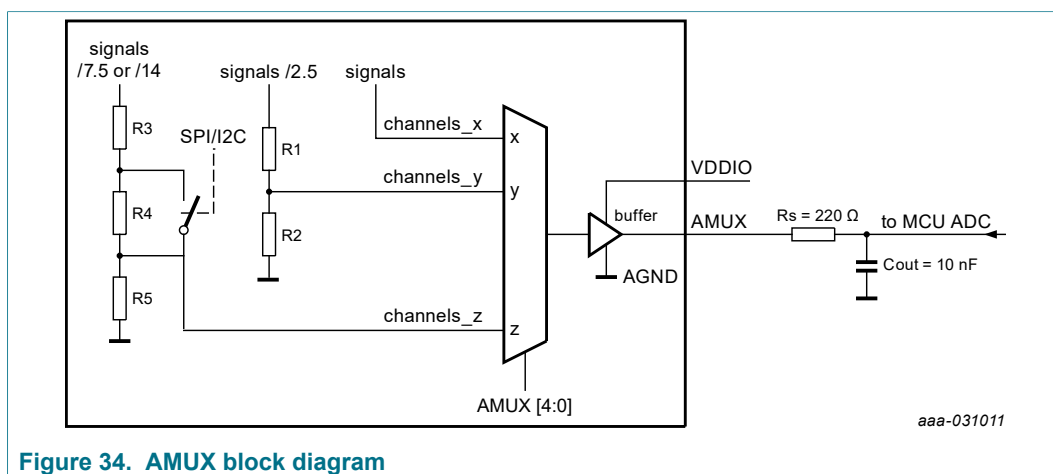 signals
/7.5 or /14
signals /2.5
signals
R3
SPI/I2C
R1
channels_x
x
channels_y
y
R4
R2
R5
channels_z
z
buffer
VDDIO
AMUX
AGND
Rs = 220 Ω
to MCU ADC
Cout = 10 nF
AMUX [4:0]
aaa-031011
Figure 34. AMUX block diagram